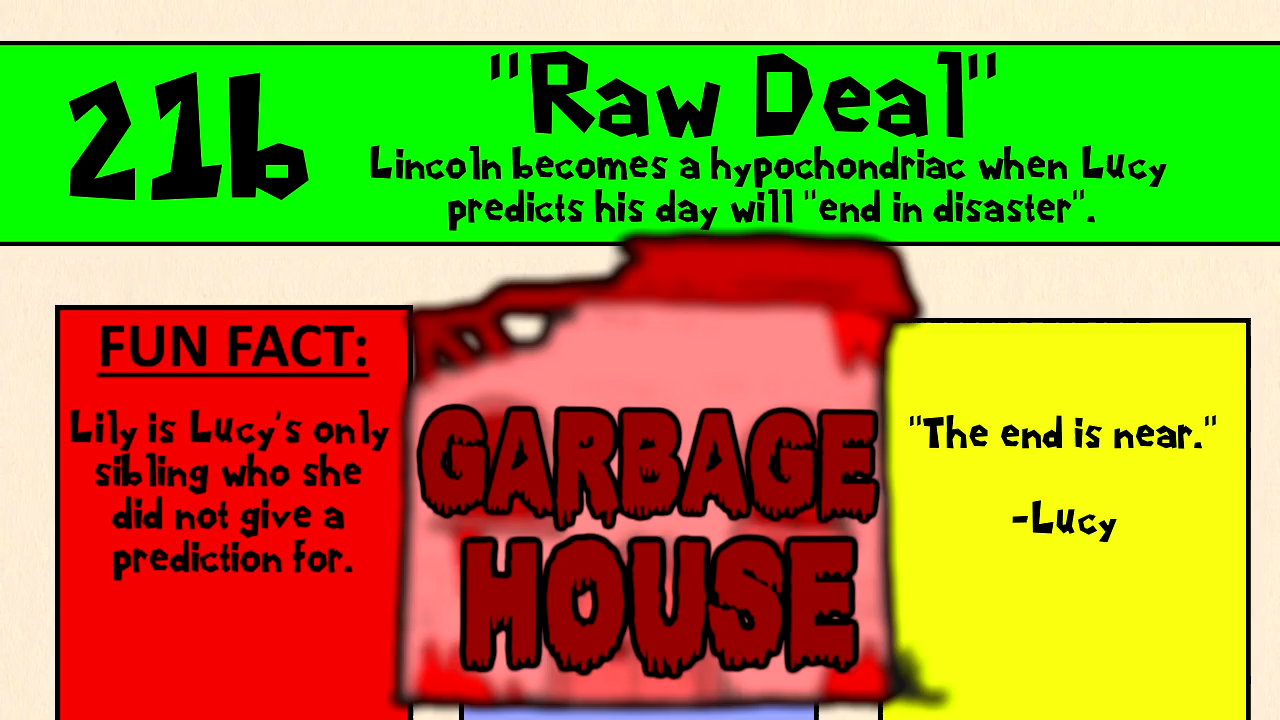 21b
"Raw Deal"
Lincoln becomes a hypochondriac when Lucy
predicts his day will "end in disaster".
FUN FACT:
Lily is Lucy's only
sibling who she
did not give a
prediction for.
GARBAGE
HOUSE
"The end is near."
-Lucy